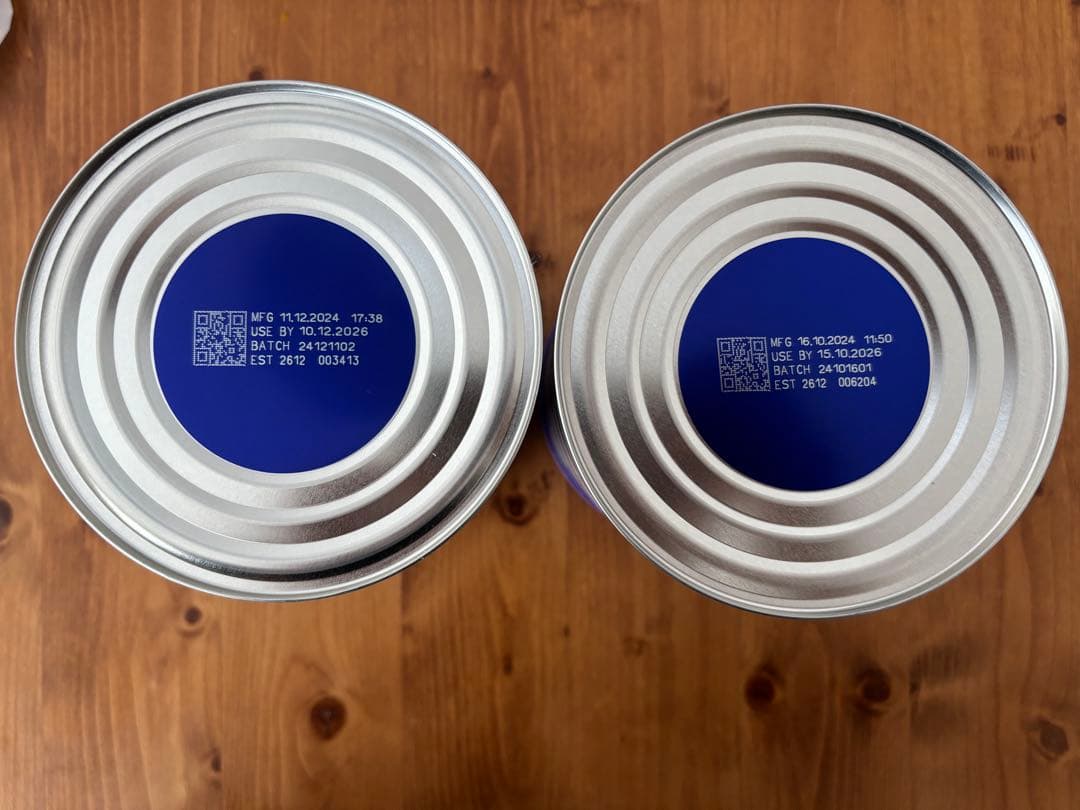 MFG 11.12.2024 17:38
USE BY 10.12.2026
BATCH 24121102
EST 2612 003413
MFG 16.10.2024 11:50
USE BY 15.10.2026
BATCH 24101601
EST 2612 006204